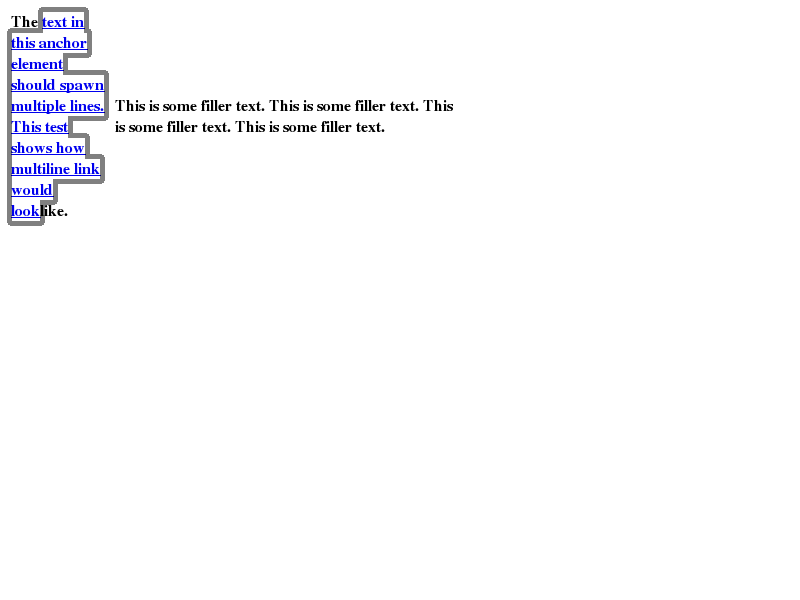 The text in
this anchor
element
should spawn
multiple lines.
This test
shows how
multiline link
would
look like.
This is some filler text. This is some filler text. This
is some filler text. This is some filler text.